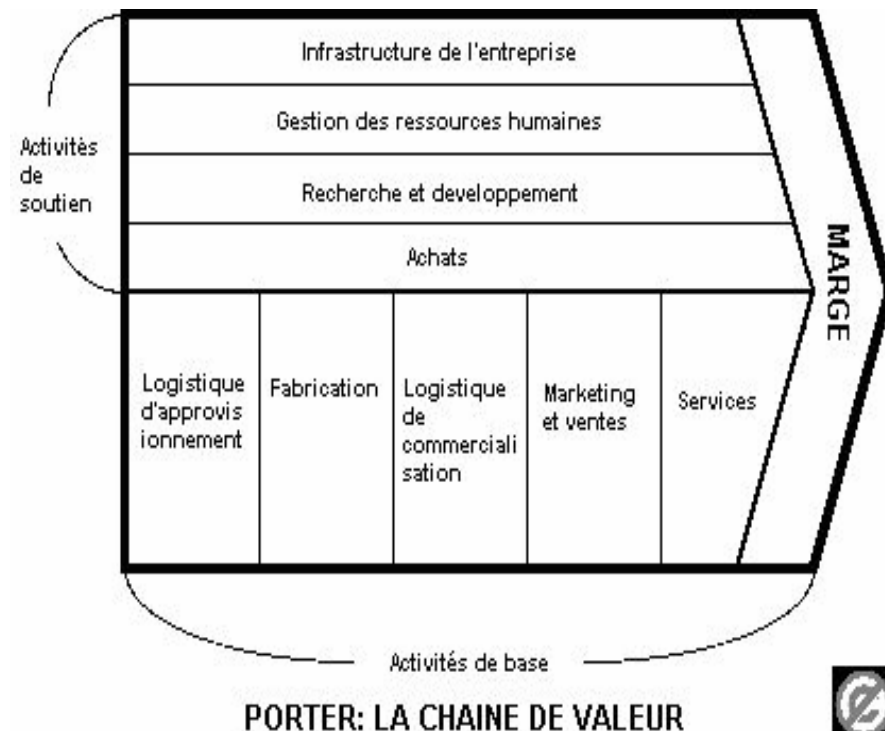 Infrastructure de l'entreprise
Gestion des ressources humaines
Activités
de
soutien
Recherche et developpement
Achats
MARGE
Logistique
d'approvis
ionnement
Fabrication
Logistique
de
commerciali
sation
Marketing
et ventes
Services
Activités de base
PORTER: LA CHAINE DE VALEUR